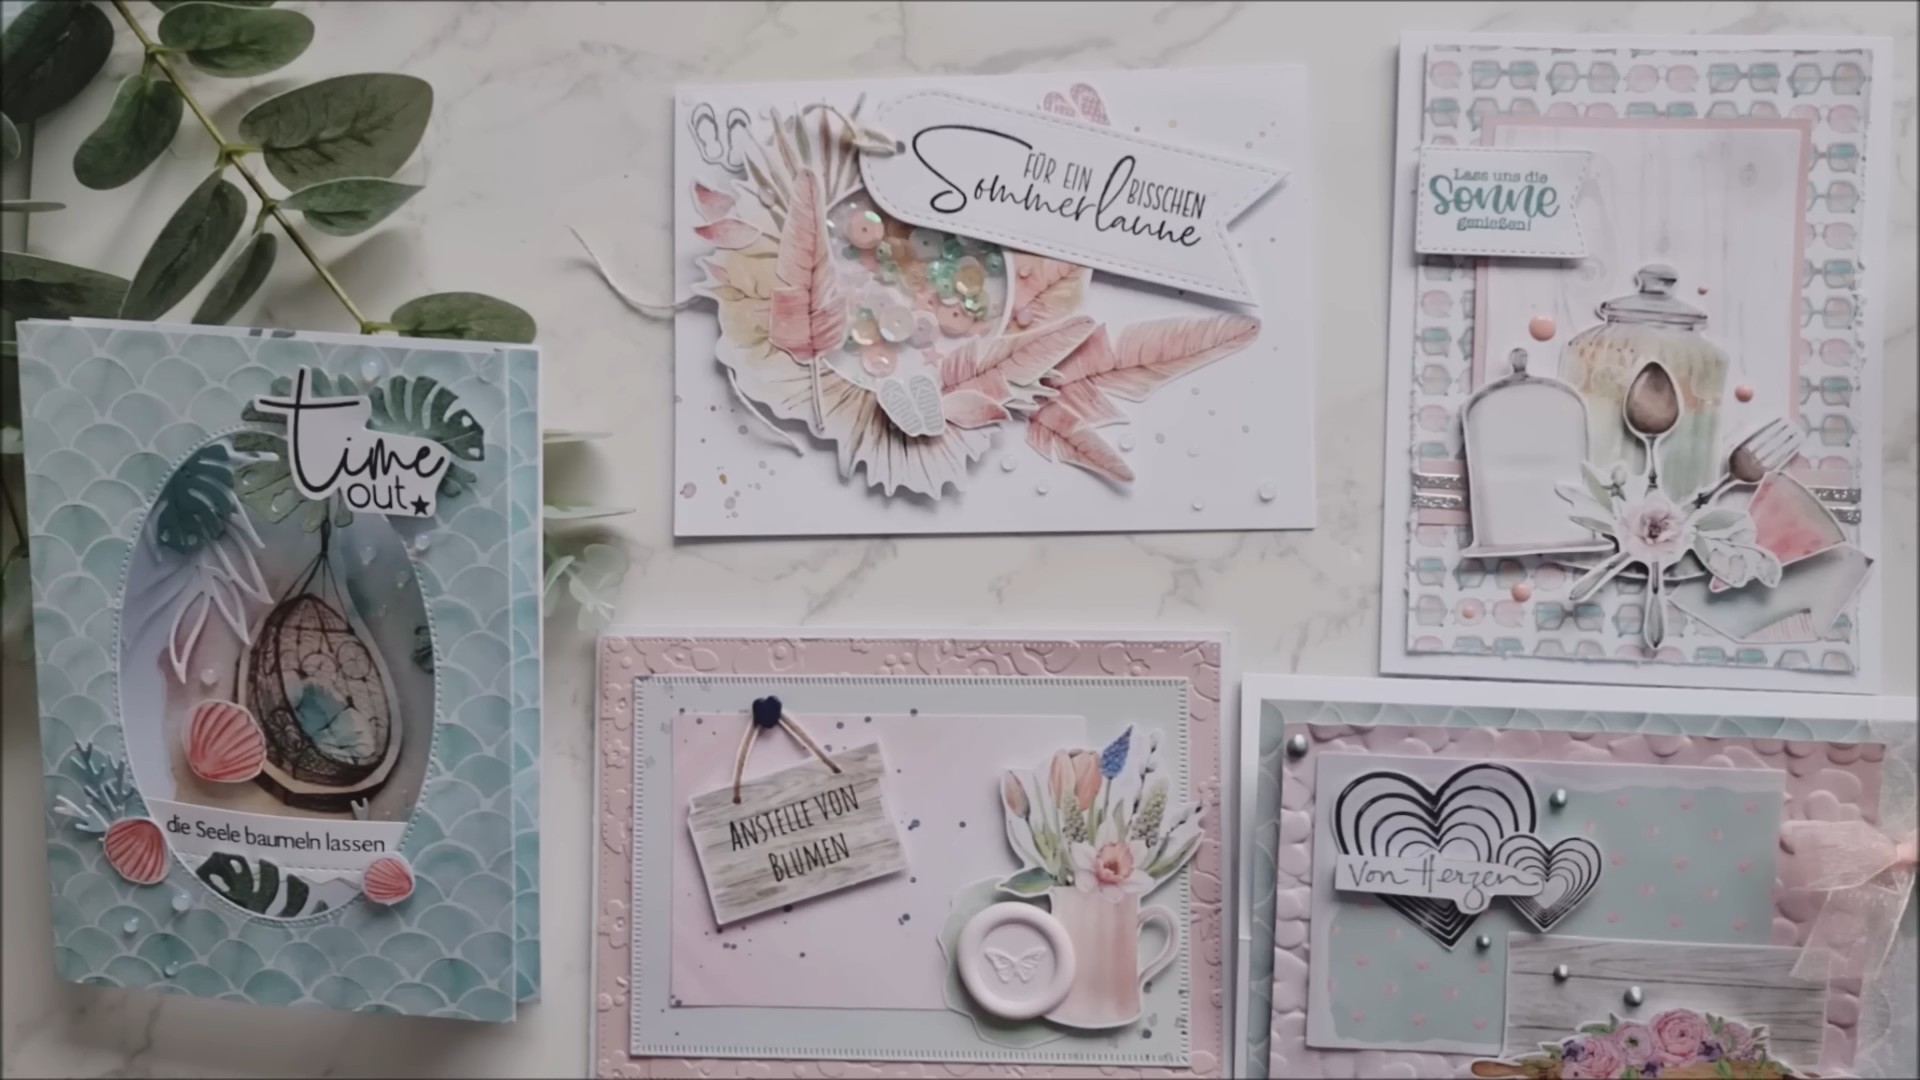 FÜR EIN BISSCHEN
Sommerlaune
Lass uns die
Sonne
genießen!
time
out
die Seele baumeln lassen
ANSTELLE VON
BLUMEN
Von Herzen